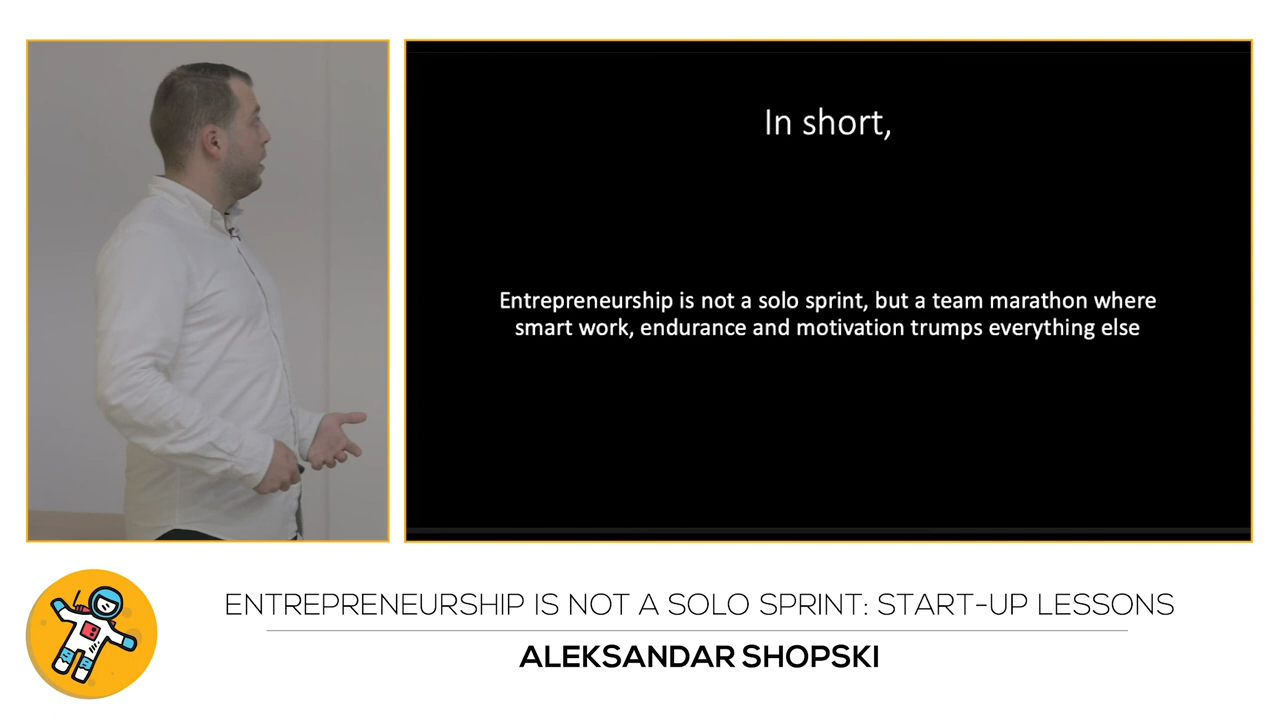 In short,
Entrepreneurship is not a solo sprint, but a team marathon where
smart work, endurance and motivation trumps everything else
ENTREPRENEURSHIP IS NOT A SOLO SPRINT: START-UP LESSONS
ALEKSANDAR SHOPSKI